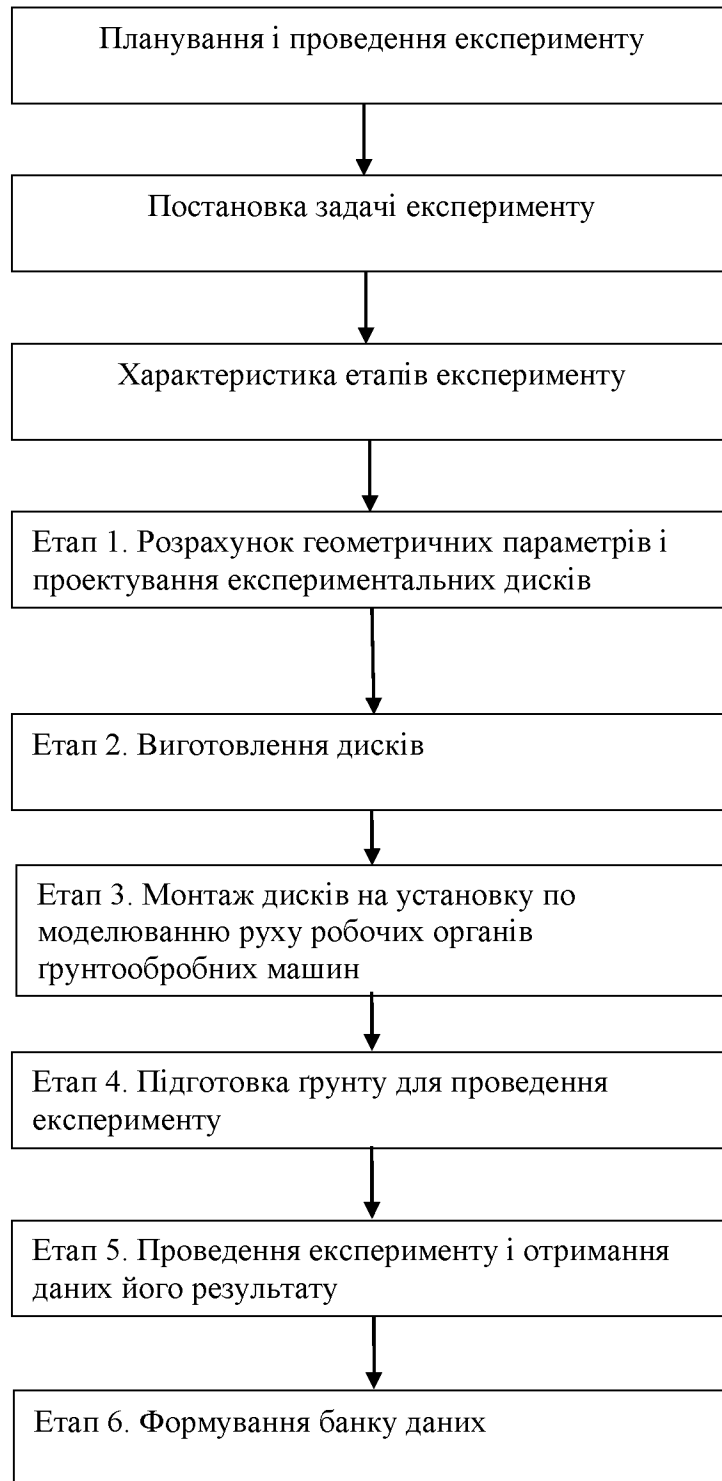 Планування і проведення експерименту
Постановка задачі експерименту
Характеристика етапів експерименту
Етап 1. Розрахунок геометричних параметрів і
проектування експериментальних дисків
Етап 2. Виготовлення дисків
Етап 3. Монтаж дисків на установку по
моделюванню руху робочих органів
ґрунтообробних машин
Етап 4. Підготовка ґрунту для проведення
експерименту
Етап 5. Проведення експерименту і отримання
даних його результату
Етап 6. Формування банку даних